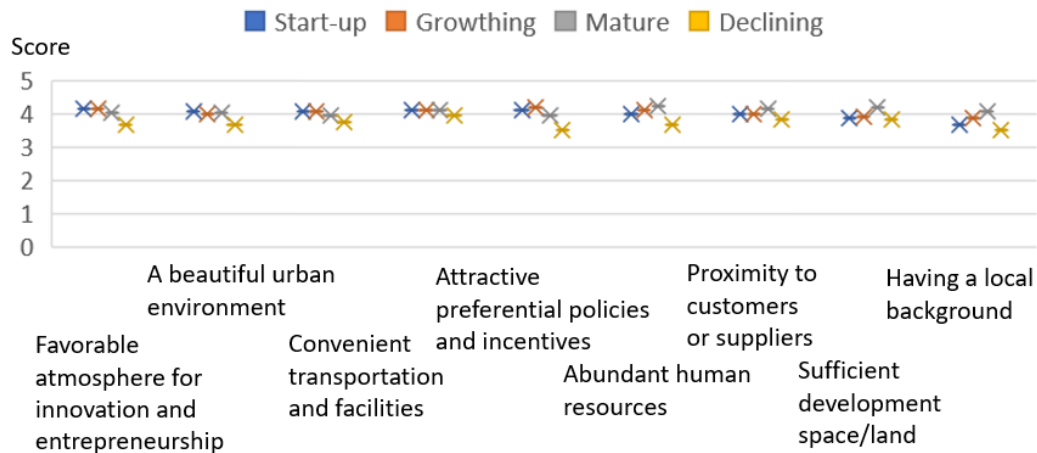 Start-up Growthing Mature Declining
Score
5
4
3
2
1
0
A beautiful urban
environment
Attractive
preferential policies
and incentives
Proximity to
customers
or suppliers
Having a local
background
Favorable
atmosphere for
innovation and
entrepreneurship
Convenient
transportation
and facilities
Abundant human
resources
Sufficient
development
space/land